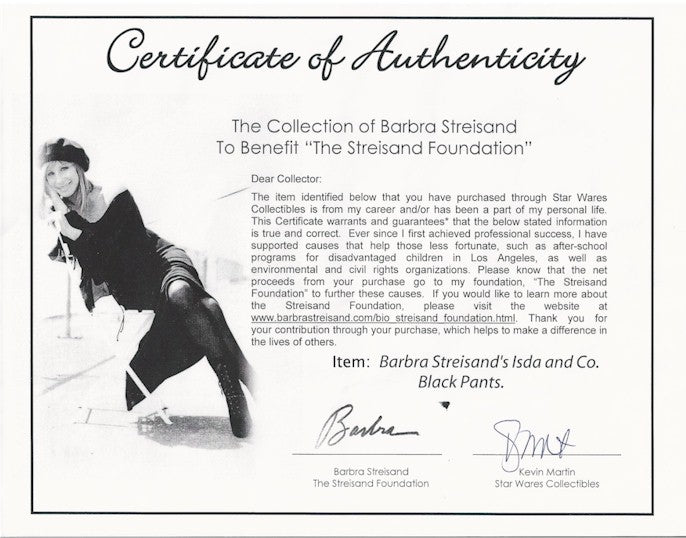 Certificate of Authenticity
The Collection of Barbra Streisand
To Benefit “The Streisand Foundation”
Dear Collector:
The item identified below that you have purchased through Star Wares
Collectibles is from my career and/or has been a part of my personal life.
This Certificate warrants and guarantees* that the below stated information
is true and correct. Ever since I first achieved professional success, I have
supported causes that help those less fortunate, such as after-school
programs for disadvantaged children in Los Angeles, as well as
environmental and civil rights organizations. Please know that the net
proceeds from your purchase go to my foundation, “The Streisand
Foundation” to further these causes. If you would like to learn more about
the Streisand Foundation, please visit the website at
www.barbrastreisand.com/bio_streisand_foundation.html. Thank you for
your contribution through your purchase, which helps to make a difference in
the lives of others.
Item: Barbra Streisand's Isda and Co.
Black Pants.
Barbra
Barbra Streisand
The Streisand Foundation
Kevin Martin
Star Wares Collectibles